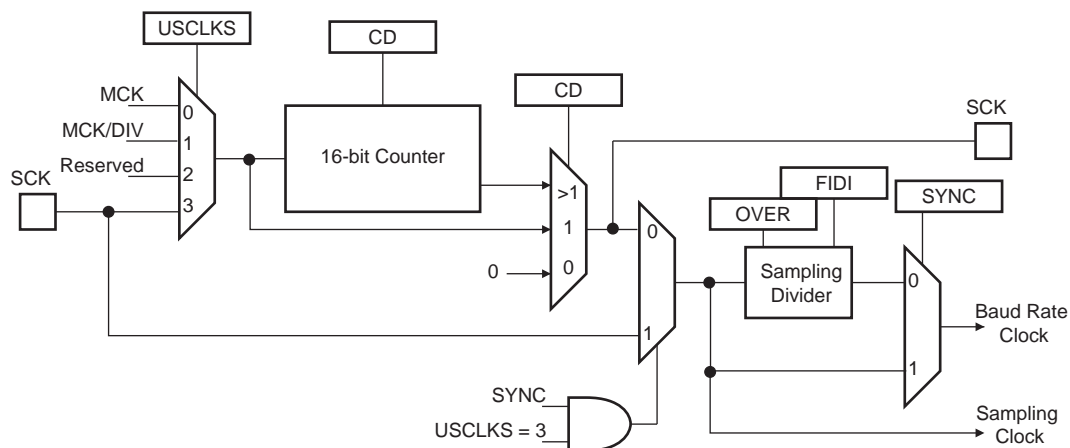 USCLKS
CD
CD
SCK
MCK
0
MCK/DIV
1
16-bit Counter
Reserved
2
SCK
3
>1
1
0
0
FIDI
OVER
SYNC
0
1
Sampling
Divider
0
1
Baud Rate
Clock
SYNC
USCLKS = 3
Sampling
Clock